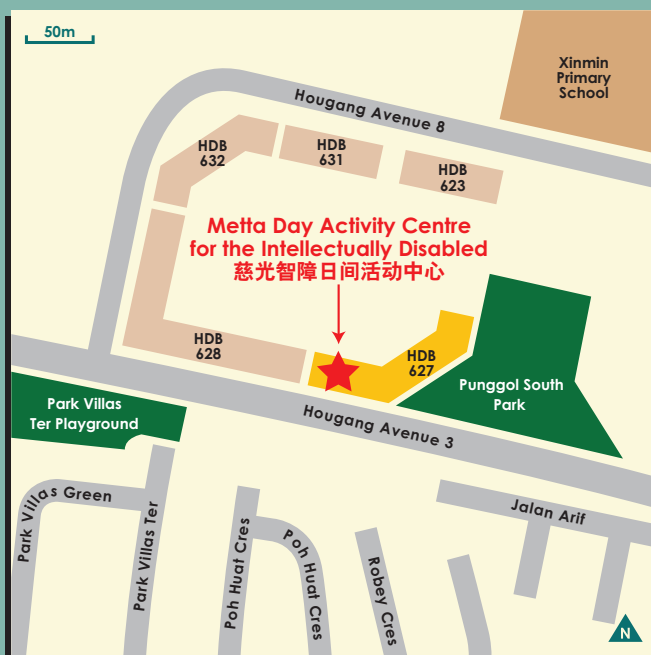 50m
Xinmin
Primary
School
Hougang Avenue 8
HDB
632
HDB
631
HDB
623
Metta Day Activity Centre
for the Intellectually Disabled
慈光智障日间活动中心
HDB
628
HDB
627
Punggol South
Park
Park Villas
Ter Playground
Hougang Avenue 3
Park Villas Green
Park Villas Ter
Poh Huat Cres
Poh Huat Cres
Robey Cres
Jalan Arif
N